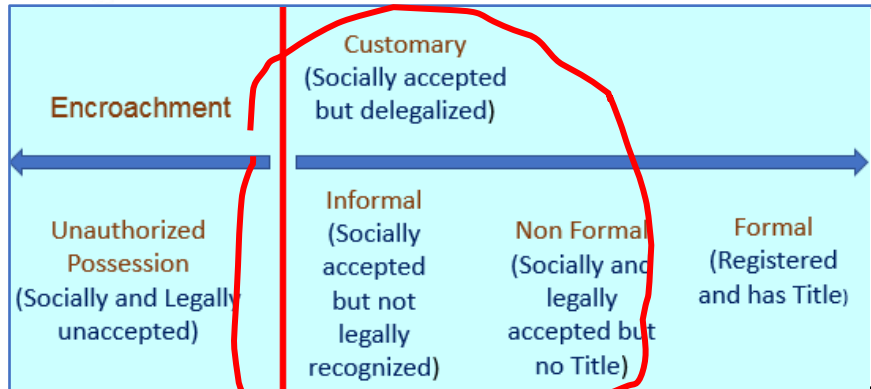 Customary
(Socially accepted
but delegalized)
Encroachment
Unauthorized
Possession
(Socially and Legally
unaccepted)
Informal
(Socially
accepted
but not
legally
recognized)
Non Formal
(Socially and
legally
accepted but
no Title)
Formal
(Registered
and has Title)